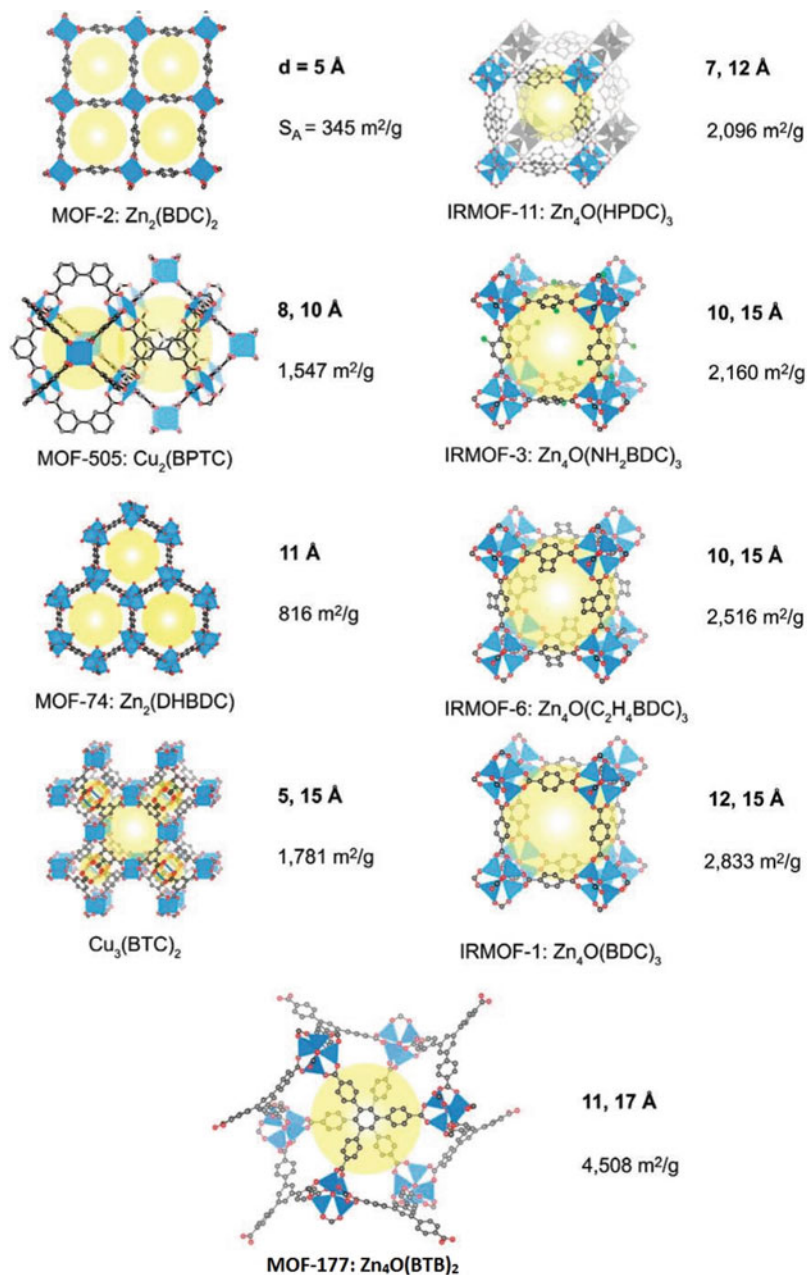 d = 5 Å
S_A = 345 m²/g
MOF-2: Zn₂(BDC)₂
7, 12 Å
2,096 m²/g
IRMOF-11: Zn₄O(HPDC)₃
8, 10 Å
1,547 m²/g
MOF-505: Cu₂(BPTC)
10, 15 Å
2,160 m²/g
IRMOF-3: Zn₄O(NH₂BDC)₃
11 Å
816 m²/g
MOF-74: Zn₂(DHBDC)
10, 15 Å
2,516 m²/g
IRMOF-6: Zn₄O(C₂H₄BDC)₃
5, 15 Å
1,781 m²/g
Cu₃(BTC)₂
12, 15 Å
2,833 m²/g
IRMOF-1: Zn₄O(BDC)₃
11, 17 Å
4,508 m²/g
MOF-177: Zn₄O(BTB)₂